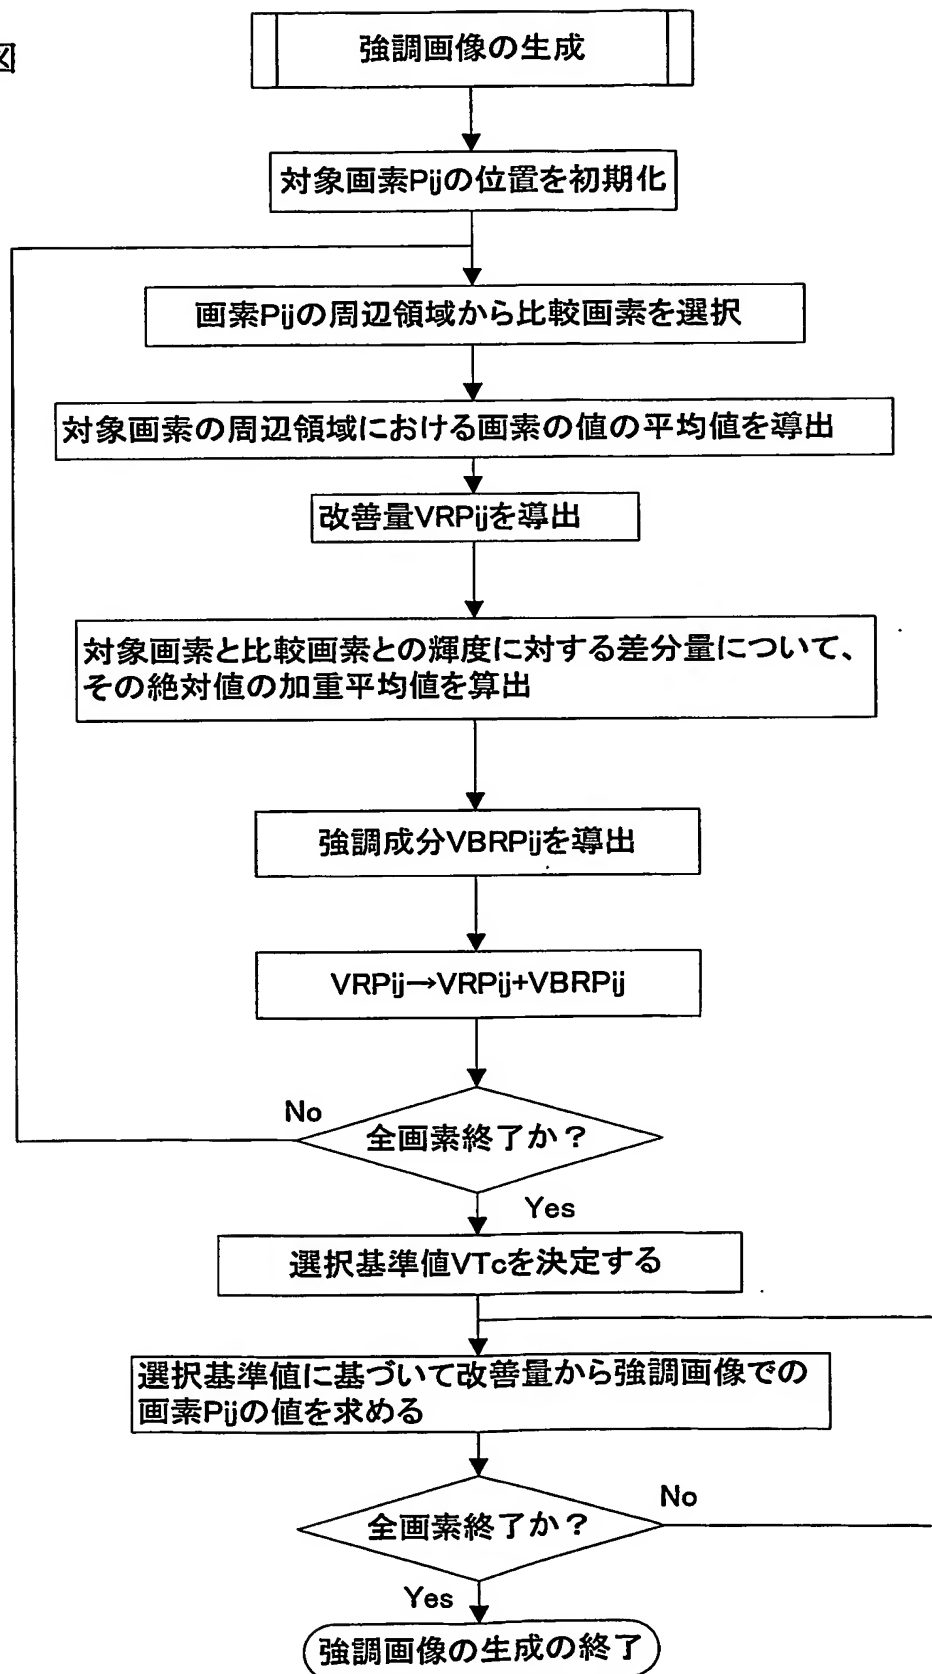 図
強調画像の生成
対象画素Pijの位置を初期化
画素Pijの周辺領域から比較画素を選択
対象画素の周辺領域における画素の値の平均値を導出
改善量VRPijを導出
対象画素と比較画素との輝度に対する差分量について、
その絶対値の加重平均値を算出
強調成分VBRPijを導出
VRPij→VRPij+VBRPij
No
全画素終了か？
Yes
選択基準値VTcを決定する
選択基準値に基づいて改善量から強調画像での
画素Pijの値を求める
No
全画素終了か？
Yes
強調画像の生成の終了